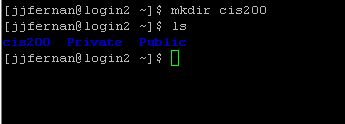 [jjfernan@login2 ~]$ mkdir cis200
[jjfernan@login2 ~]$ ls
cis200  Private  Public
[jjfernan@login2 ~]$